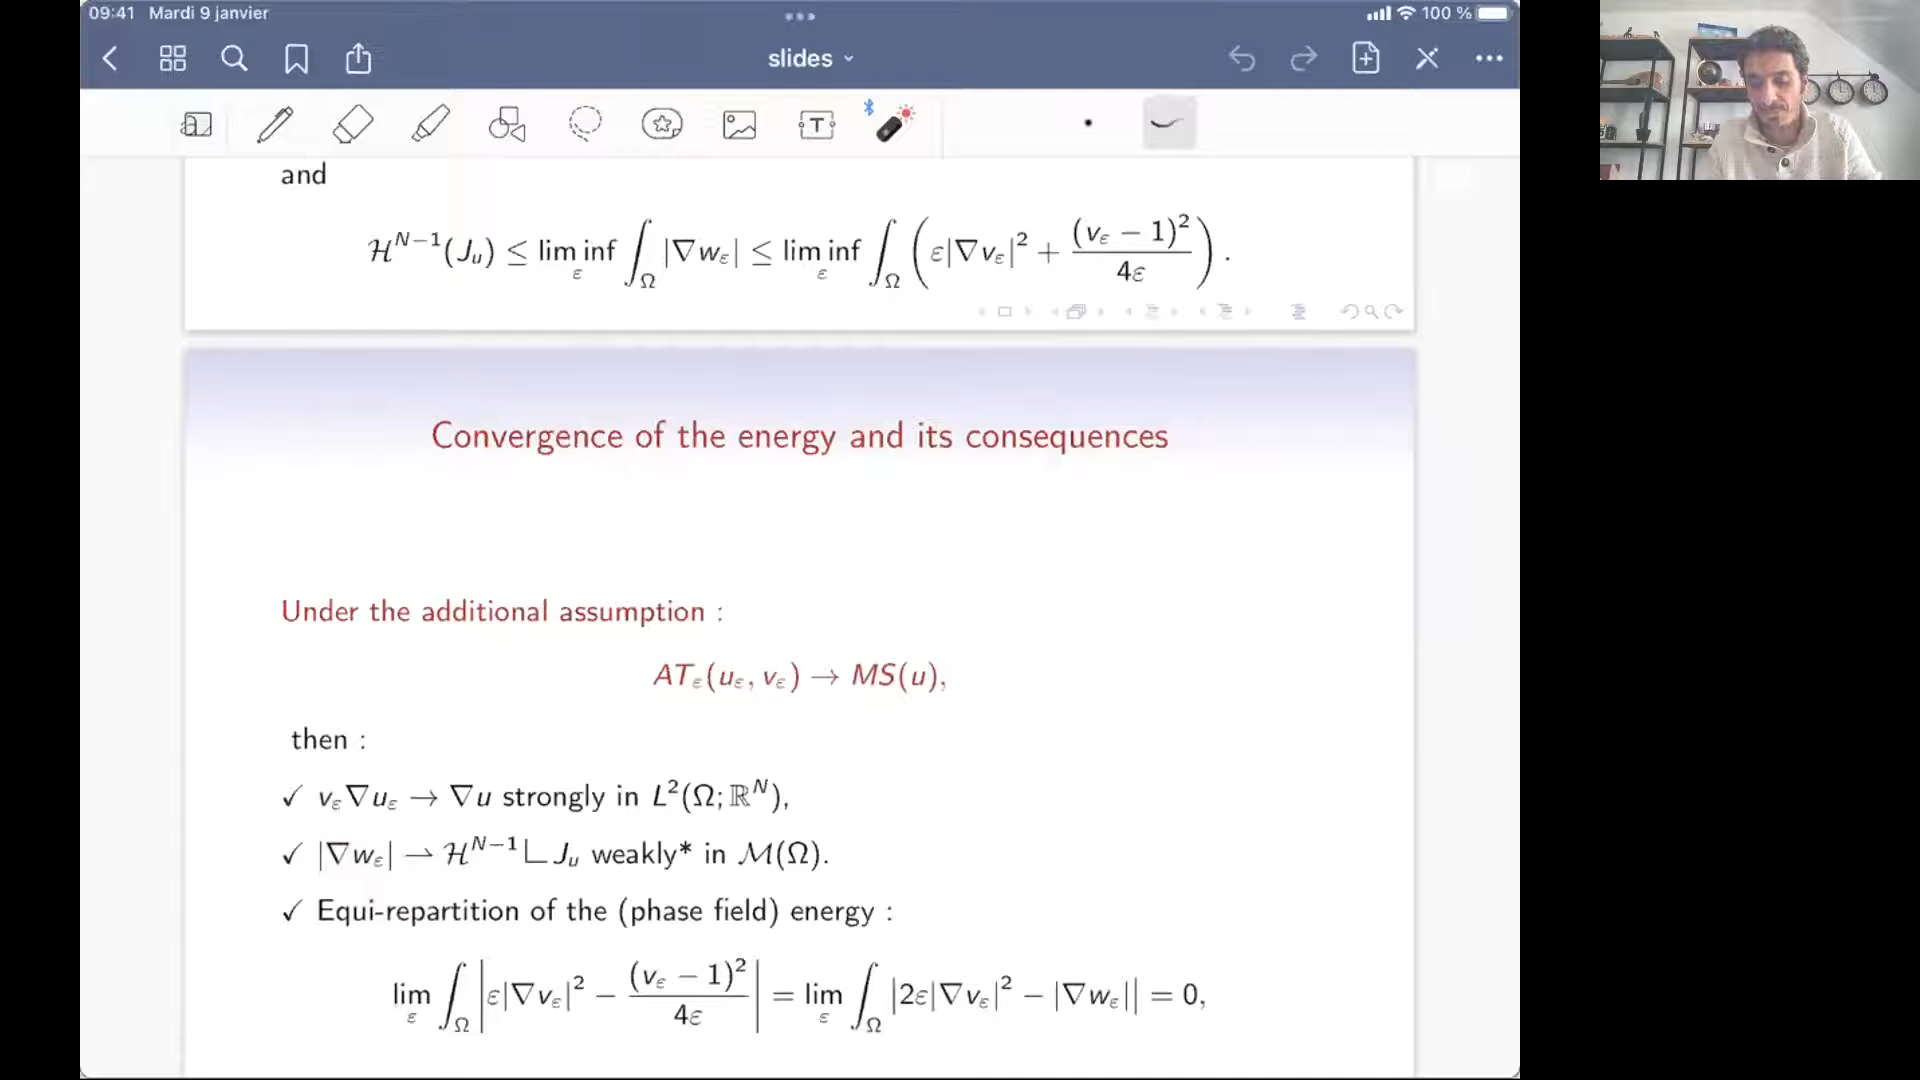 09:41 Mardi 9 janvier
100 %
slides
T
and
$\mathcal{H}^{N-1}(J_u) \leq \liminf_{\varepsilon} \int_\Omega |\nabla w_\varepsilon| \leq \liminf_{\varepsilon} \int_\Omega \left( \varepsilon|\nabla v_\varepsilon|^2 + \frac{(v_\varepsilon - 1)^2}{4\varepsilon} \right).$
Convergence of the energy and its consequences
Under the additional assumption :
$AT_\varepsilon(u_\varepsilon, v_\varepsilon) \to MS(u),$
then :
✓ $v_\varepsilon \nabla u_\varepsilon \to \nabla u$ strongly in $L^2(\Omega; \mathbb{R}^N),$
✓ $|\nabla w_\varepsilon| \rightharpoonup \mathcal{H}^{N-1} ∟ J_u$ weakly* in $\mathcal{M}(\Omega).$
✓ Equi-repartition of the (phase field) energy :
$\lim_{\varepsilon} \int_\Omega \left| \varepsilon|\nabla v_\varepsilon|^2 - \frac{(v_\varepsilon - 1)^2}{4\varepsilon} \right| = \lim_{\varepsilon} \int_\Omega |2\varepsilon|\nabla v_\varepsilon|^2 - |\nabla w_\varepsilon|| = 0,$